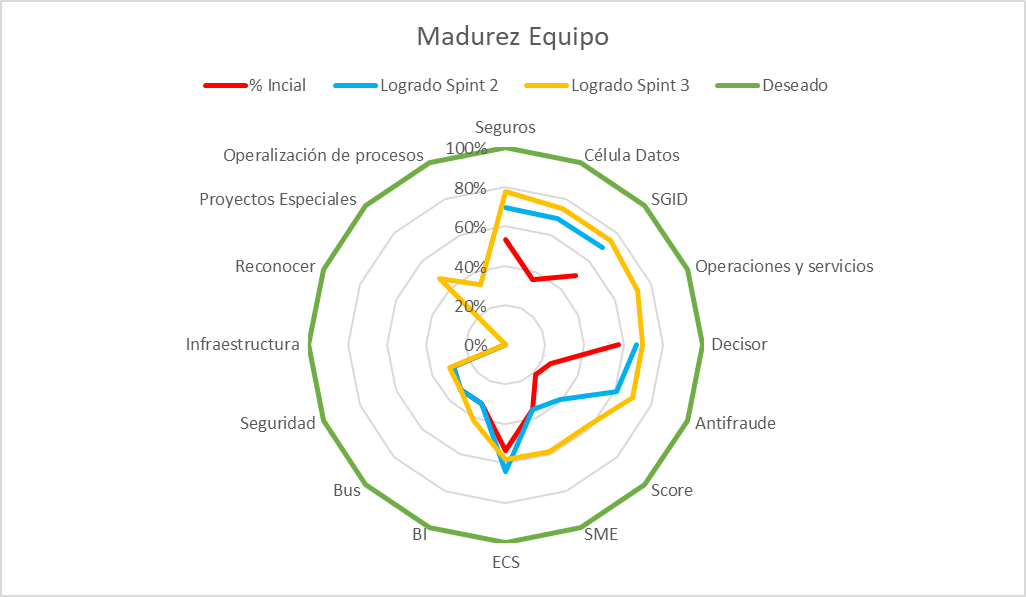 Madurez Equipo
% Incial
Logrado Spint 2
Logrado Spint 3
Deseado
Seguros
Célula Datos
SGID
Operaciones y servicios
Decisor
Antifraude
Score
SME
ECS
BI
Bus
Seguridad
Infraestructura
Reconocer
Proyectos Especiales
Operalización de procesos
100%
80%
60%
40%
20%
0%